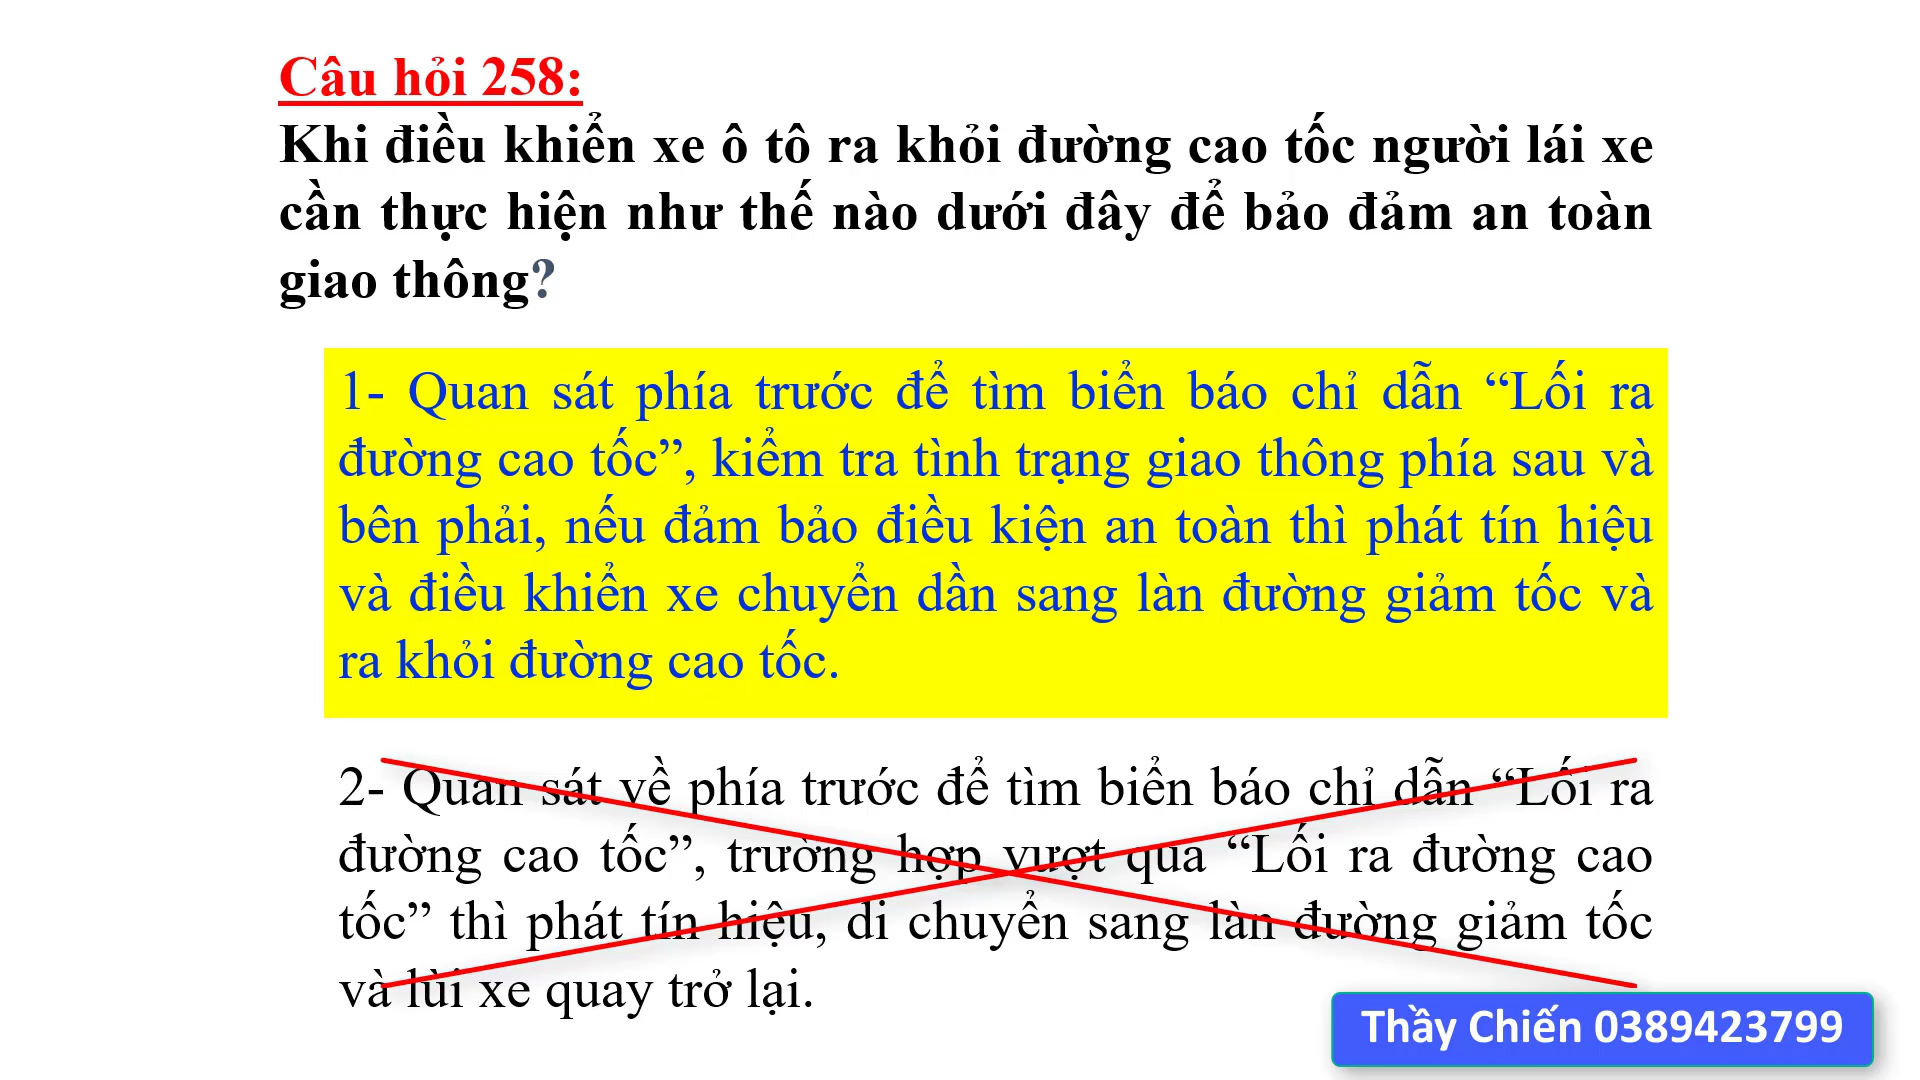 Câu hỏi 258:
Khi điều khiển xe ô tô ra khỏi đường cao tốc người lái xe
cần thực hiện như thế nào dưới đây để bảo đảm an toàn
giao thông?
1- Quan sát phía trước để tìm biển báo chỉ dẫn “Lối ra
đường cao tốc”, kiểm tra tình trạng giao thông phía sau và
bên phải, nếu đảm bảo điều kiện an toàn thì phát tín hiệu
và điều khiển xe chuyển dần sang làn đường giảm tốc và
ra khỏi đường cao tốc.
2- Quan sát về phía trước để tìm biển báo chỉ dẫn “Lối ra
đường cao tốc”, trường hợp vượt qua “Lối ra đường cao
tốc” thì phát tín hiệu, di chuyển sang làn đường giảm tốc
và lùi xe quay trở lại.
Thầy Chiến 0389423799